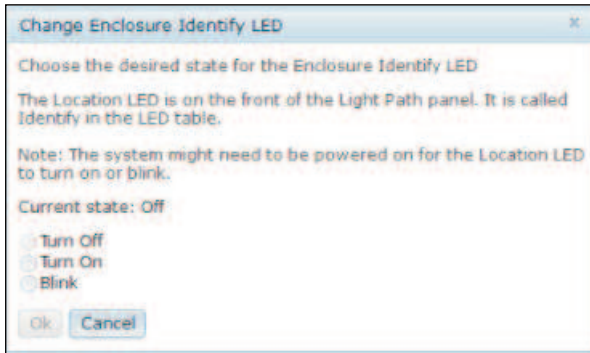 Change Enclosure Identify LED
Choose the desired state for the Enclosure Identify LED
The Location LED is on the front of the Light Path panel. It is called
Identify in the LED table.
Note: The system might need to be powered on for the Location LED
to turn on or blink.
Current state: Off
Turn Off
Turn On
Blink
Ok Cancel